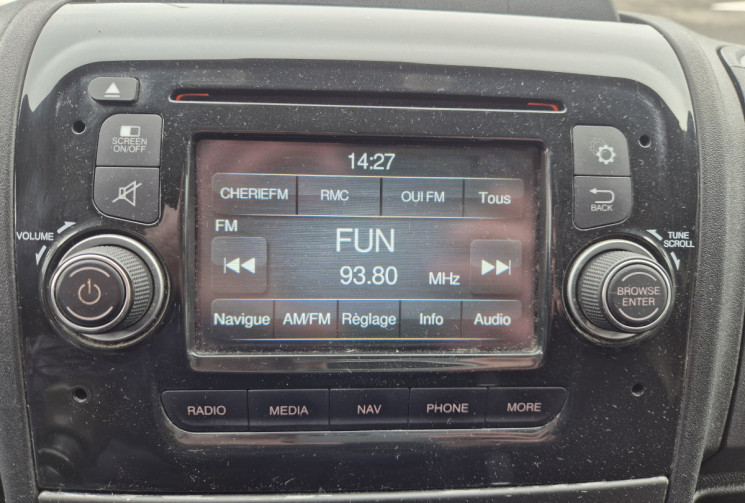 14:27
SCREEN
ON/OFF
CHERIEFM RMC OUI FM Tous
BACK
VOLUME
FM
FUN
93.80 MHz
TUNE
SCROLL
BROWSE
ENTER
Navigue AM/FM Règlage Info Audio
RADIO MEDIA NAV PHONE MORE